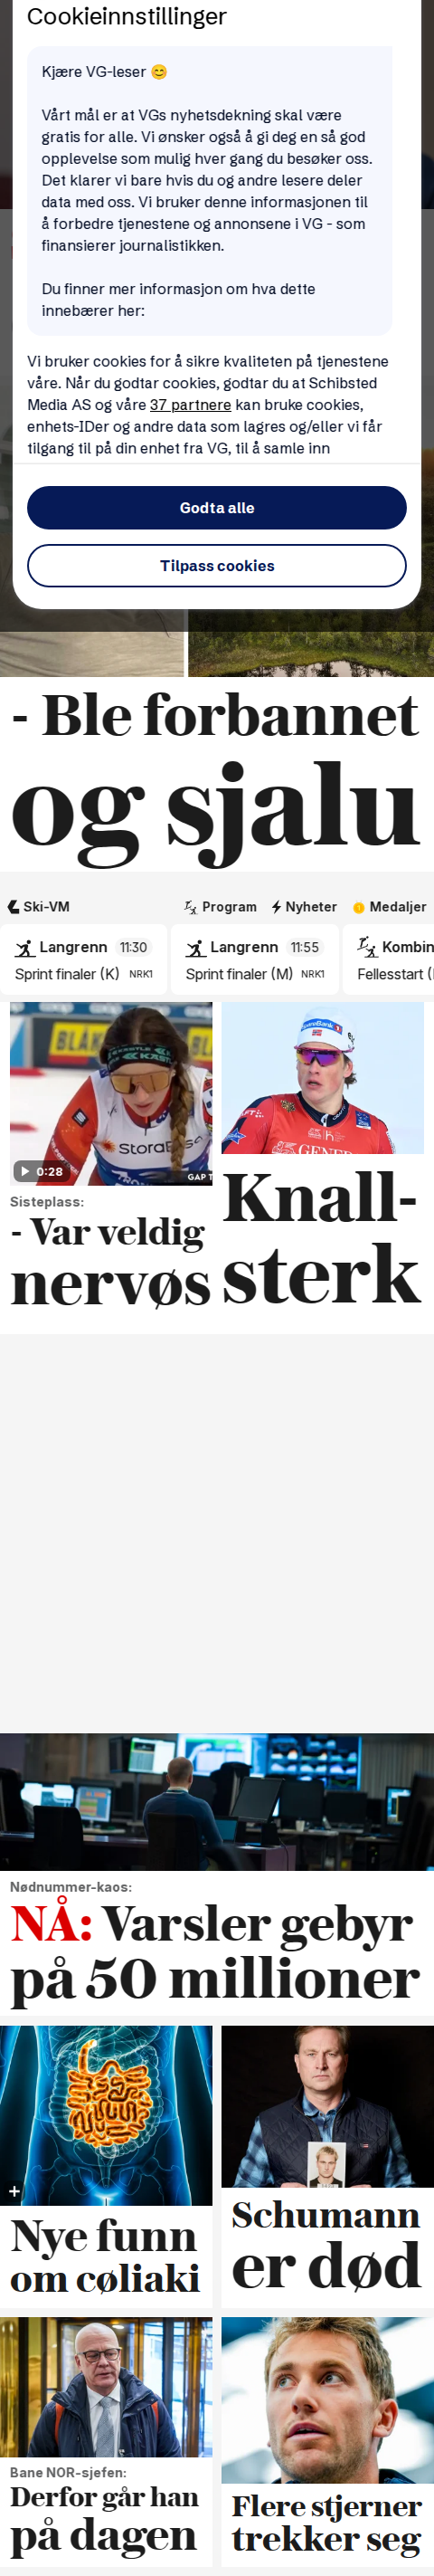 Cookieinnstillinger
Kjære VG-leser 😊
Vårt mål er at VGs nyhetsdekning skal være
gratis for alle. Vi ønsker også å gi deg en så god
opplevelse som mulig hver gang du besøker oss.
Det klarer vi bare hvis du og andre lesere deler
data med oss. Vi bruker denne informasjonen til
å forbedre tjenestene og annonsene i VG - som
finansierer journalistikken.
Du finner mer informasjon om hva dette
innebærer her:
Vi bruker cookies for å sikre kvaliteten på tjenestene
våre. Når du godtar cookies, godtar du at Schibsted
Media AS og våre 37 partnere kan bruke cookies,
enhets-IDer og andre data som lagres og/eller vi får
tilgang til på din enhet fra VG, til å samle inn
Godta alle
Tilpass cookies
- Ble forbannet
og sjalu
Ski-VM Program Nyheter Medaljer
Langrenn 11:30 Langrenn 11:55 Kombin
Sprint finaler (K) NRK1 Sprint finaler (M) NRK1 Fellesstart (
StoraEnso
GAP T
0:28
Sisteplass:
- Var veldig
nervøs
Knall-
sterk
Nødnummer-kaos:
NÅ: Varsler gebyr
på 50 millioner
Nye funn
om cøliaki
Schumann
er død
Bane NOR-sjefen:
Derfor går han
på dagen
Flere stjerner
trekker seg